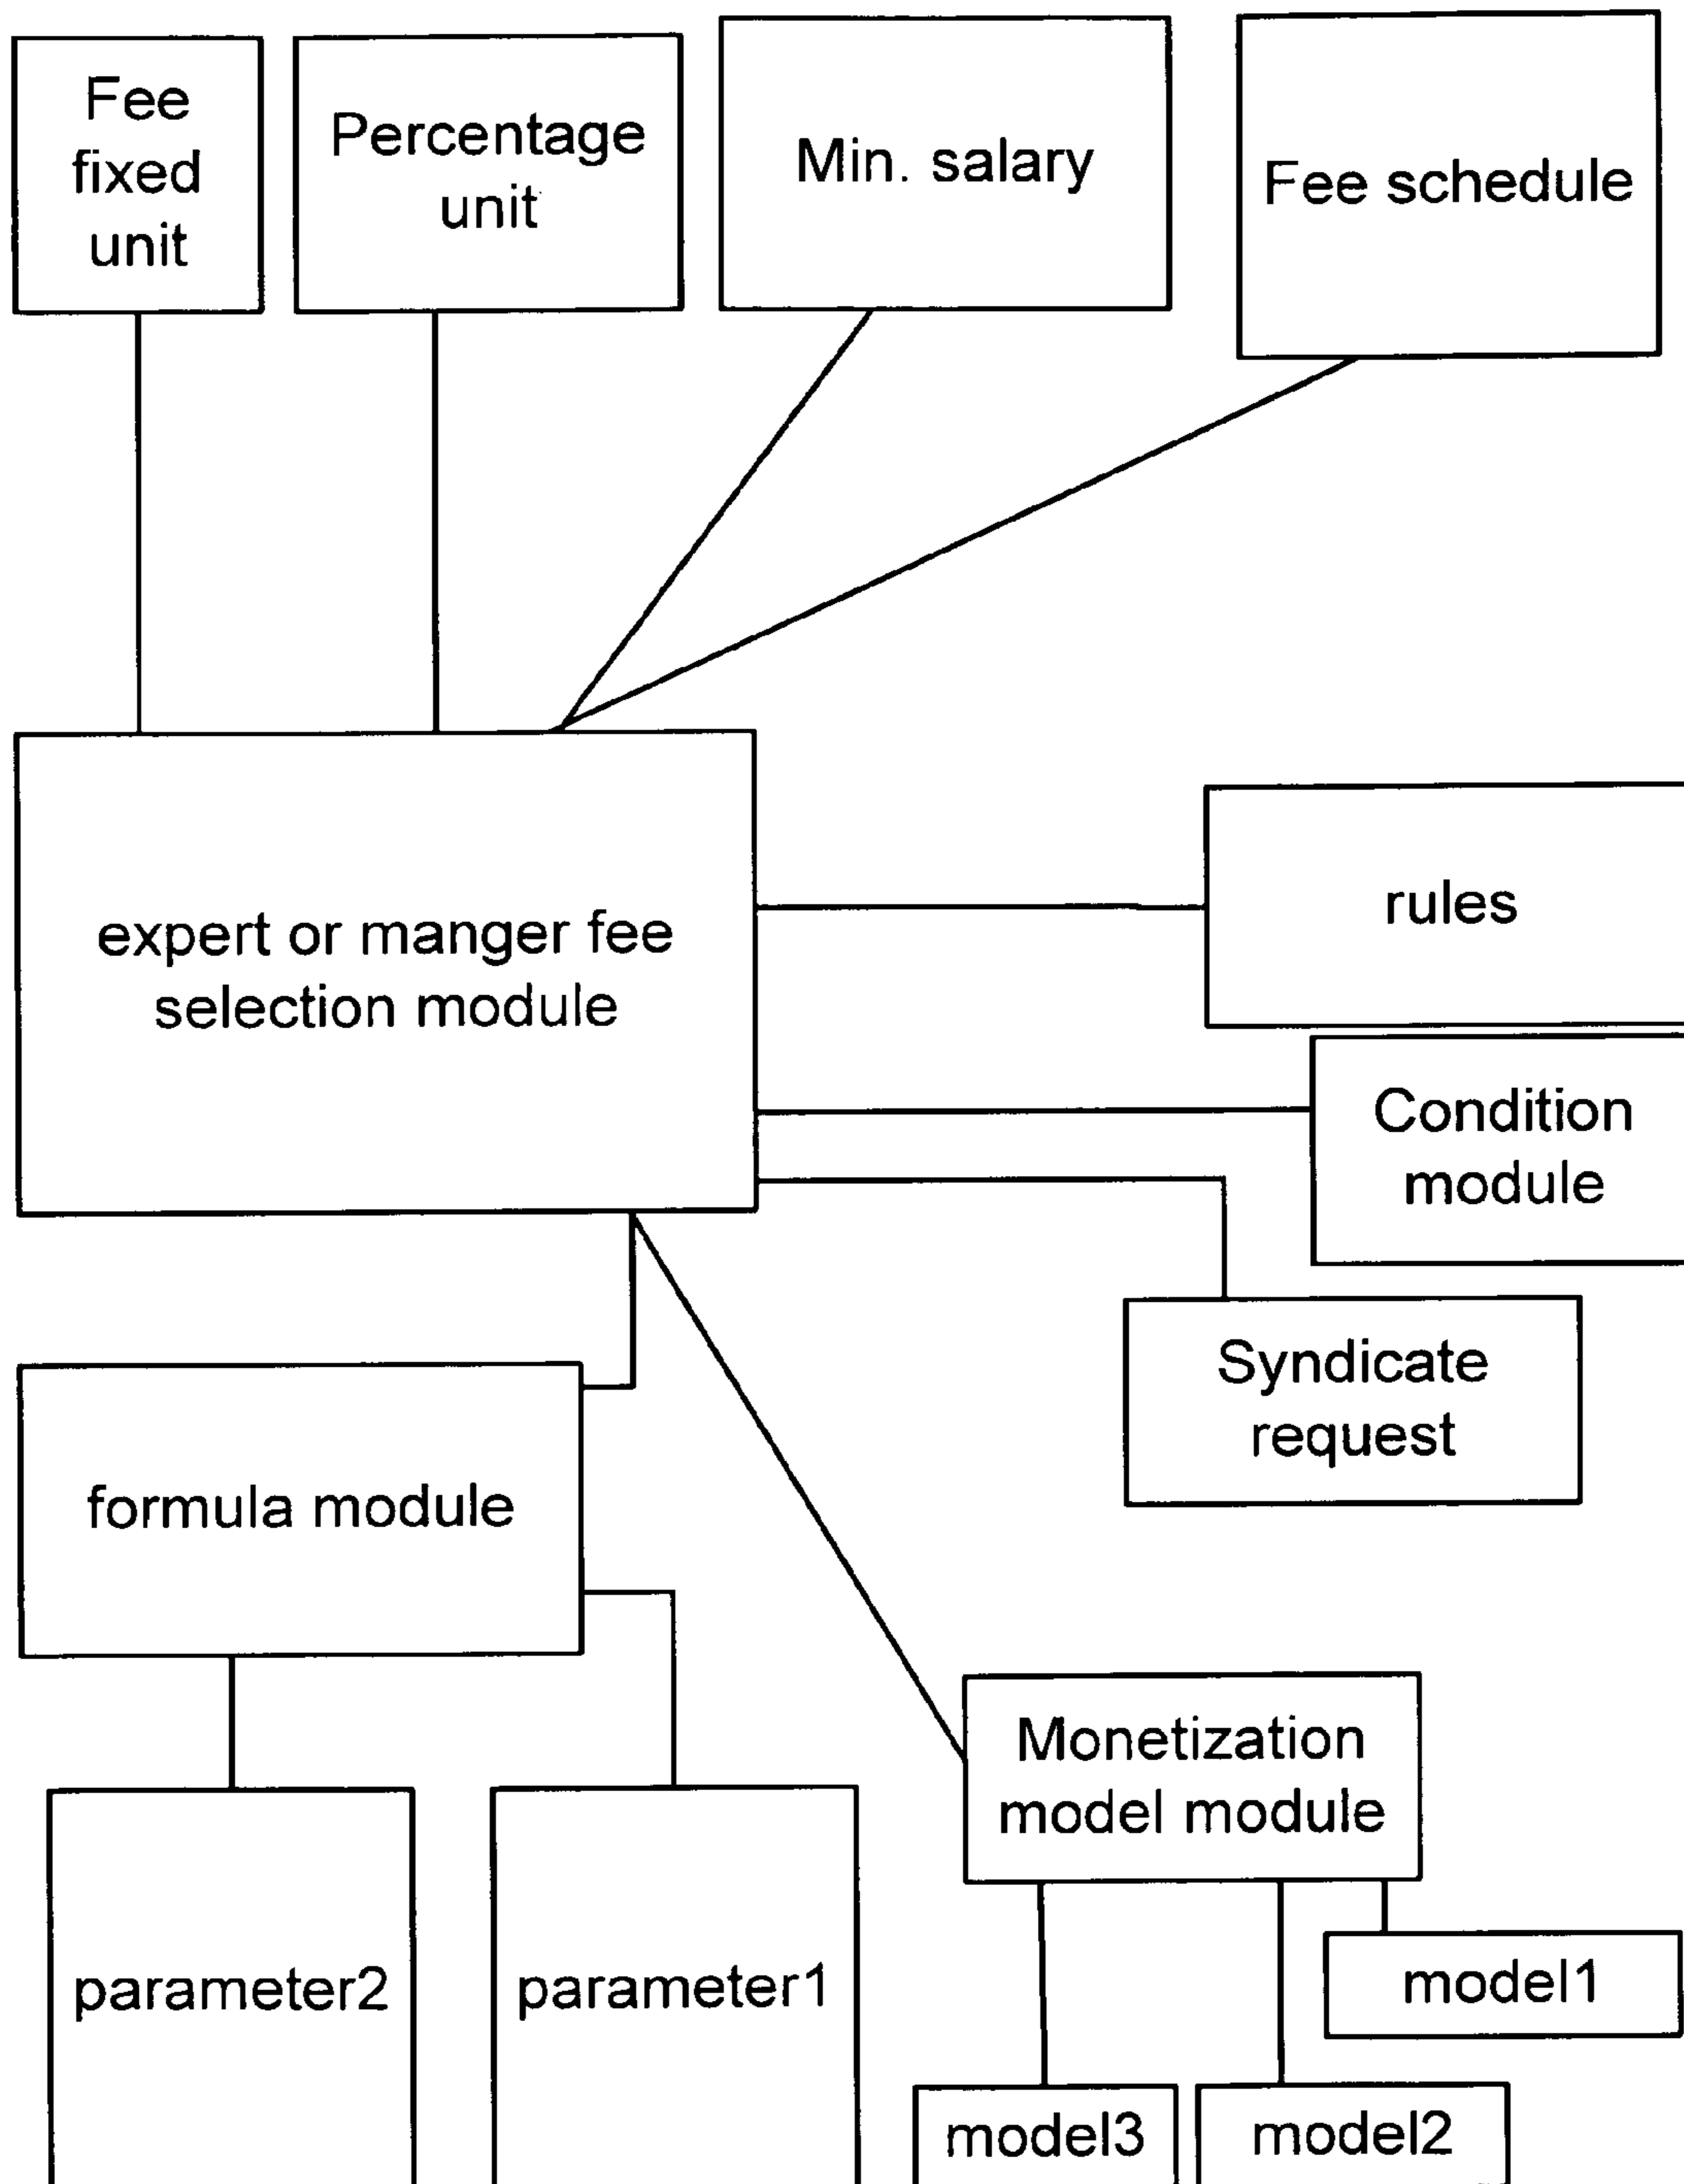 Fee
fixed
unit
Percentage
unit
Min. salary
Fee schedule
expert or manger fee
selection module
rules
Condition
module
Syndicate
request
formula module
Monetization
model module
parameter2
parameter1
model1
model3
model2